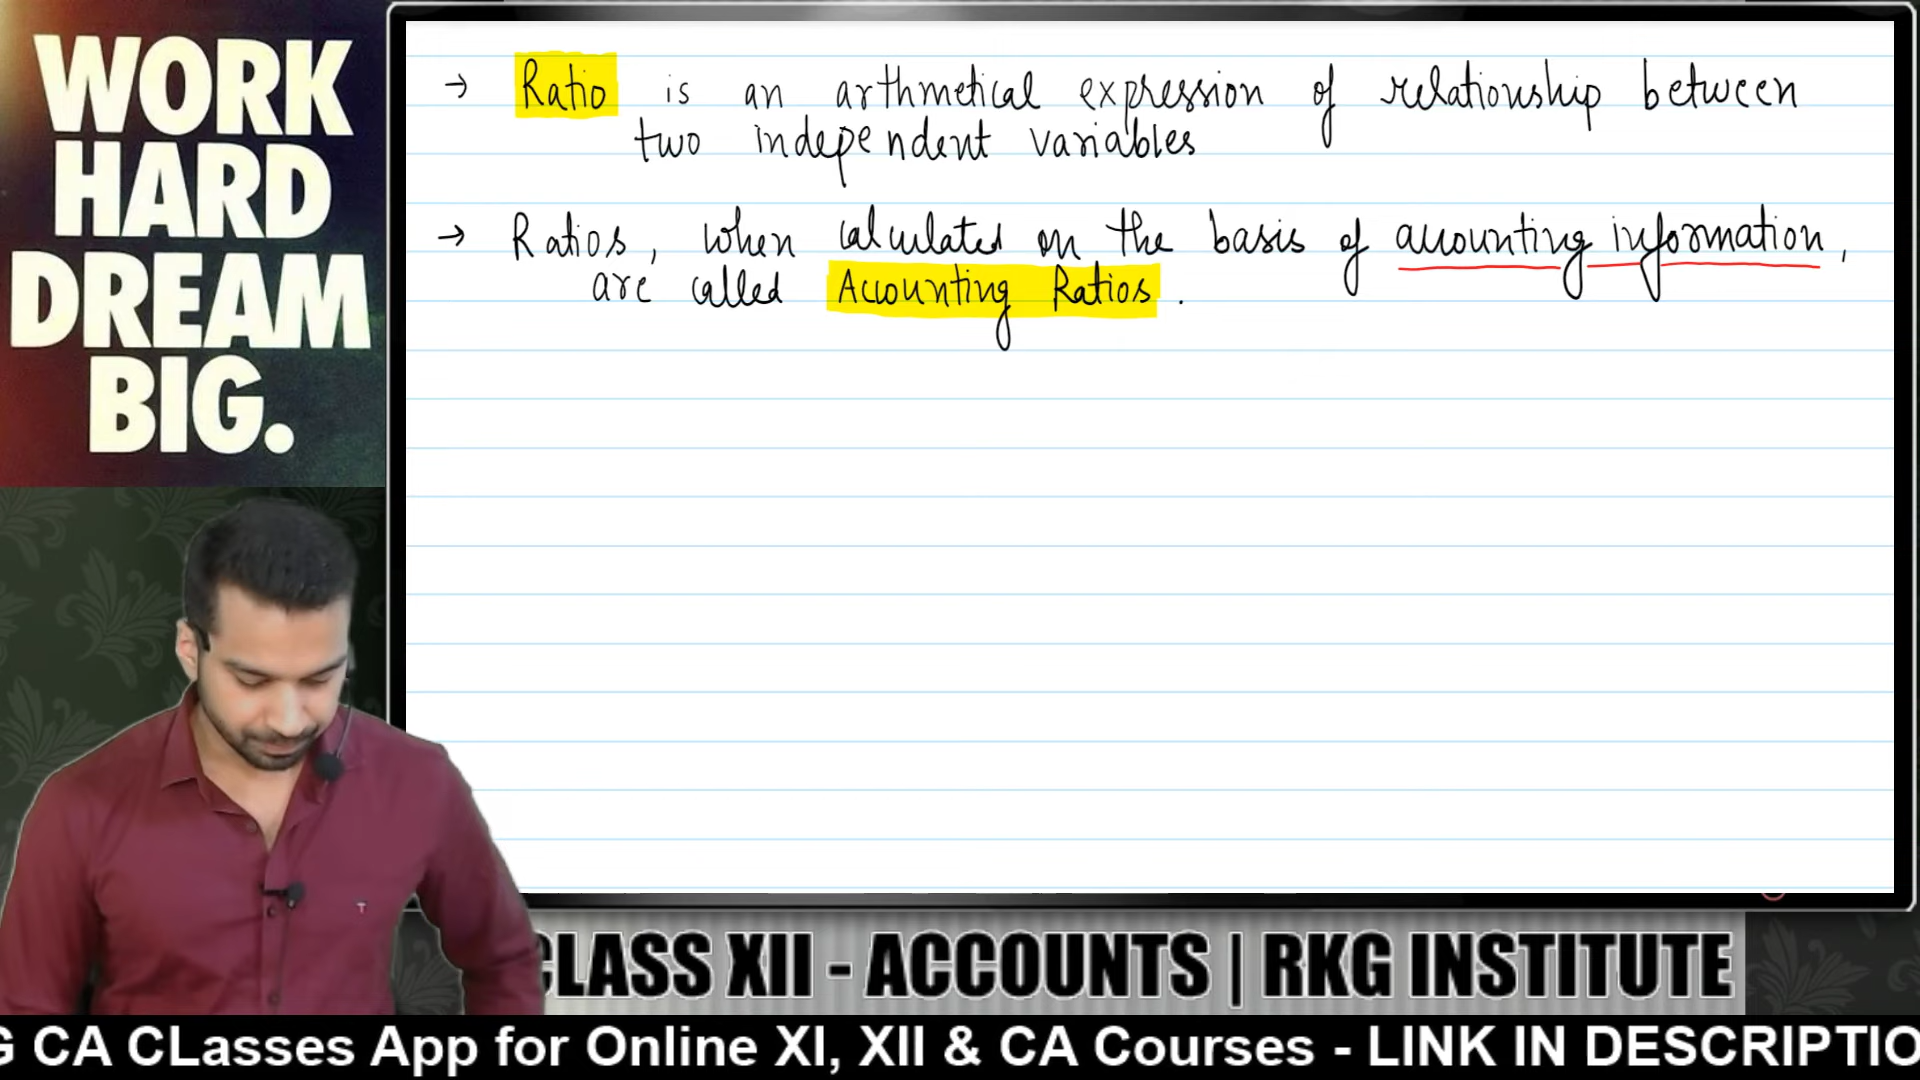 WORK
HARD
DREAM
BIG.
→ Ratio is an arthmetical expression of relationship between
two independent variables
→ Ratios, when calculated on the basis of accounting information,
are called Accounting Ratios.
CLASS XII - ACCOUNTS | RKG INSTITUTE
G CA CLasses App for Online XI, XII & CA Courses - LINK IN DESCRIPTIO